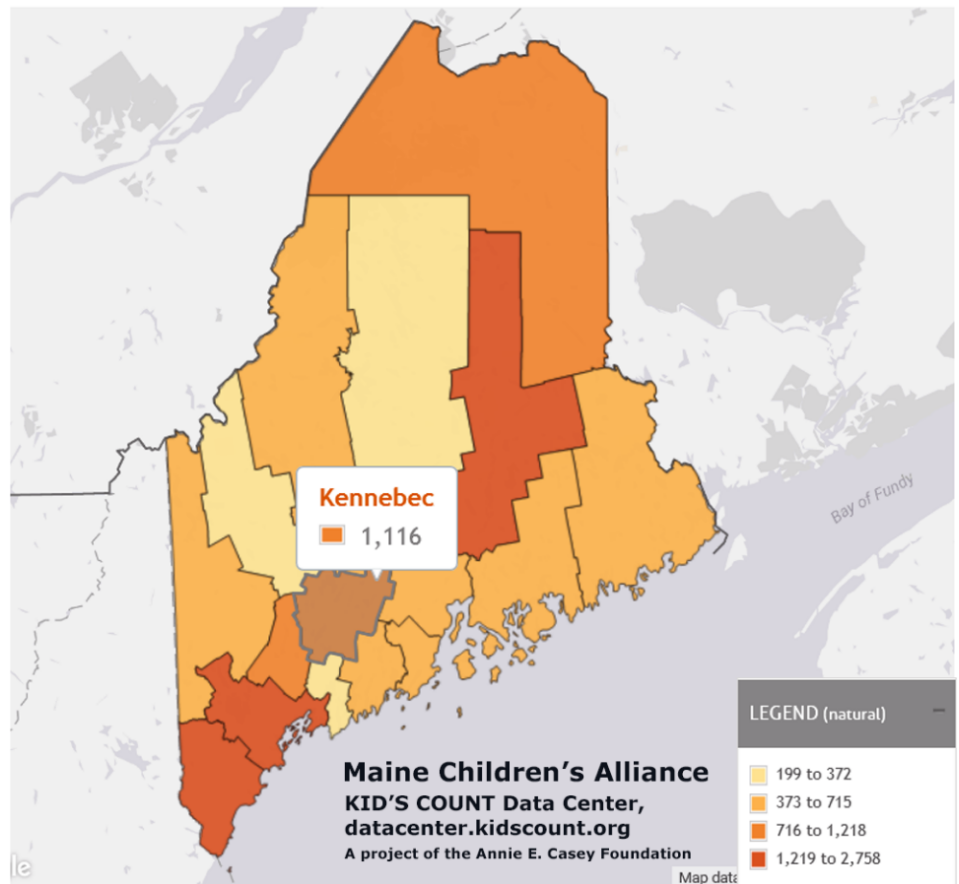 Kennebec
1,116
Bay of Fundy
LEGEND (natural)
199 to 372
373 to 715
716 to 1,218
1,219 to 2,758
Maine Children's Alliance
KID'S COUNT Data Center,
datacenter.kidscount.org
A project of the Annie E. Casey Foundation
le
Map data